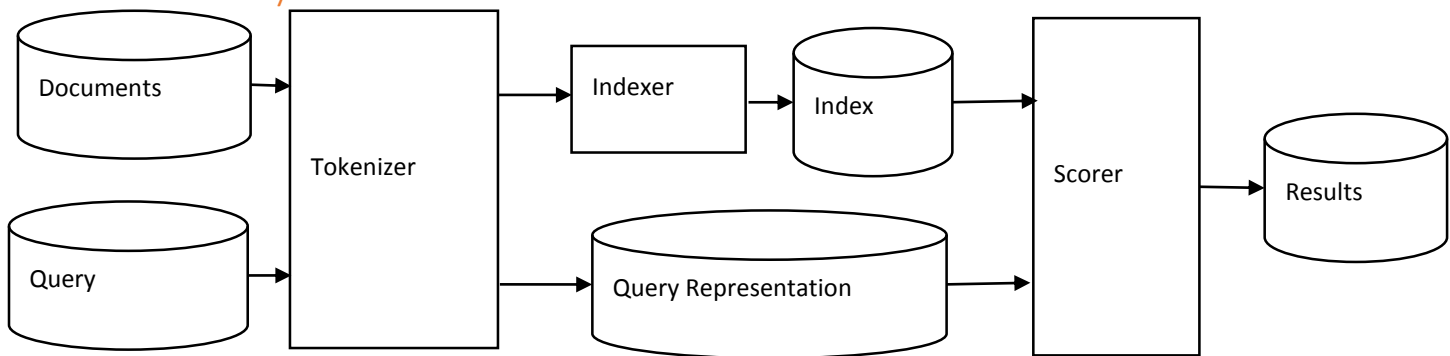 Documents
Indexer
Index
Tokenizer
Scorer
Results
Query
Query Representation